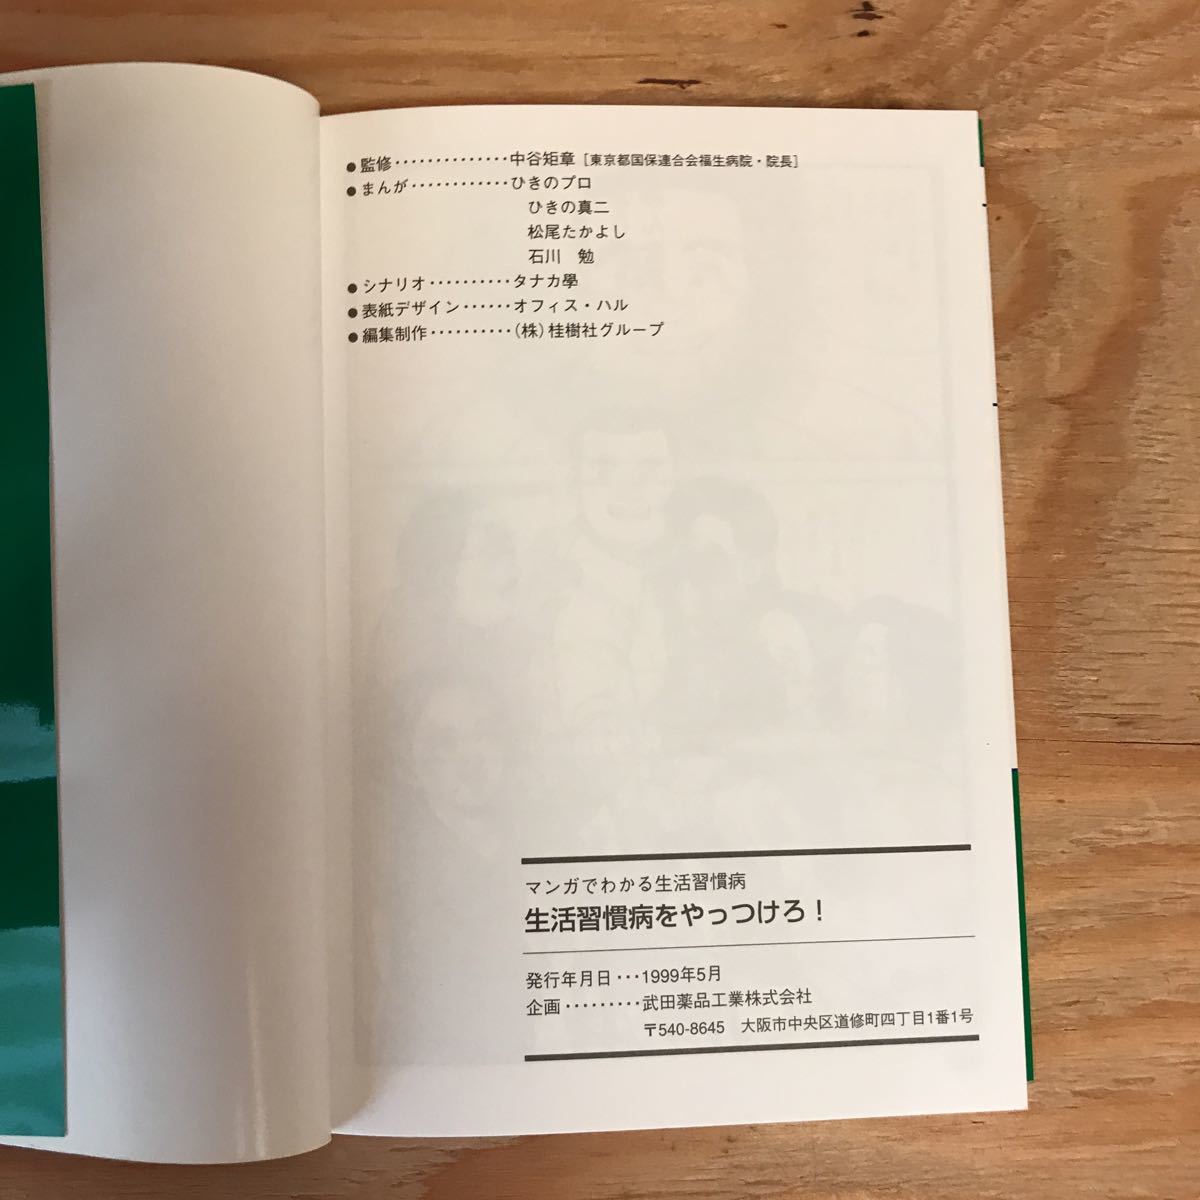 ●監修‥‥‥‥‥‥‥中谷矩章［東京都国保連合会福生病院・院長］
●まんが‥‥‥‥‥‥ひきのプロ
ひきの真二
松尾たかよし
石川　勉
●シナリオ‥‥‥‥‥タナカ學
●表紙デザイン‥‥‥オフィス・ハル
●編集制作‥‥‥‥‥（株）桂樹社グループ
マンガでわかる生活習慣病
生活習慣病をやっつけろ！
発行年月日･･･1999年5月
企画･････････武田薬品工業株式会社
〒540-8645　大阪市中央区道修町四丁目1番1号